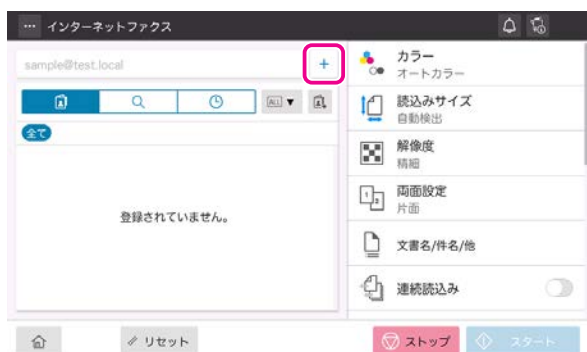 インターネットファクス
sample@test.local
+
ALL ▼
全て
登録されていません。
カラー
オートカラー
読込みサイズ
自動検出
解像度
精細
両面設定
片面
文書名/件名/他
連続読込み
リセット
ストップ
スタート